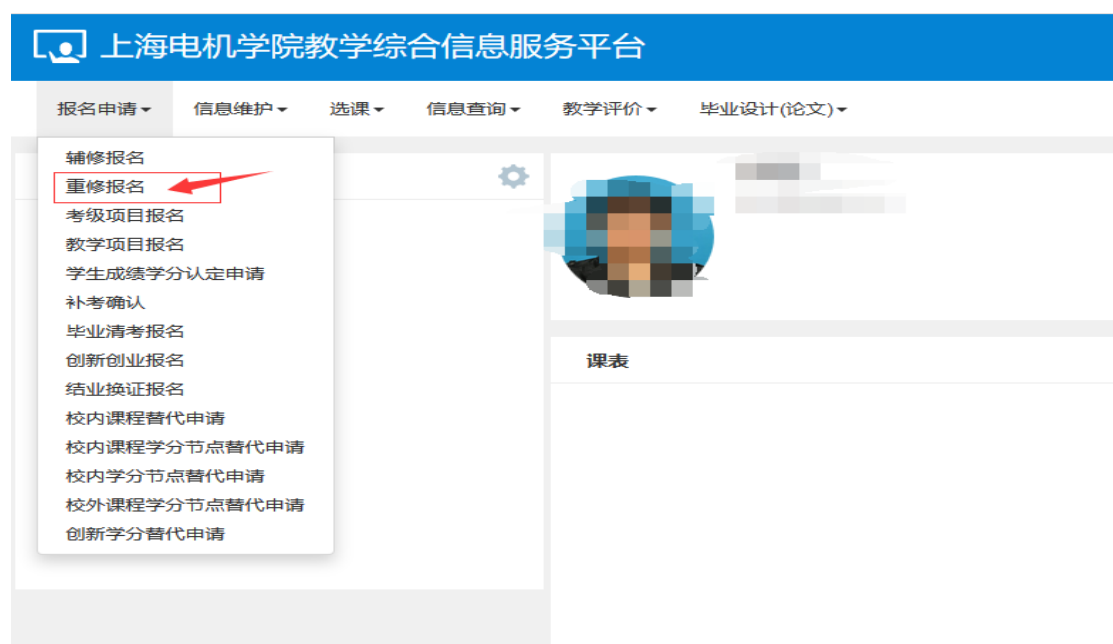 上海电机学院教学综合信息服务平台
报名申请 信息维护 选课 信息查询 教学评价 毕业设计(论文)
辅修报名
重修报名
考级项目报名
教学项目报名
学生成绩学分认定申请
补考确认
毕业清考报名
创新创业报名
结业换证报名
校内课程替代申请
校内课程学分节点替代申请
校内学分节点替代申请
校外课程学分节点替代申请
创新学分替代申请
课表